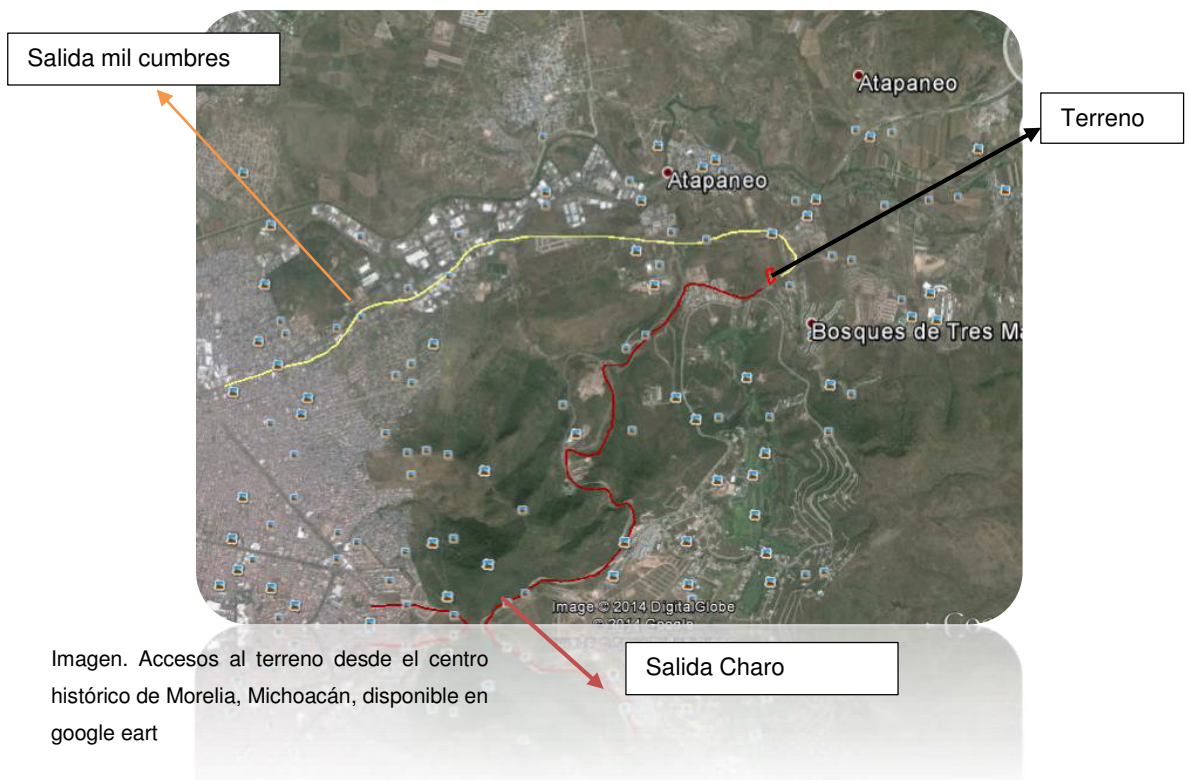 Salida mil cumbres
Atapaneo
Terreno
Atapaneo
Bosques de Tres Ma
Image © 2014 DigitalGlobe
© 2014 Google
Salida Charo
Imagen. Accesos al terreno desde el centro
histórico de Morelia, Michoacán, disponible en
google eart